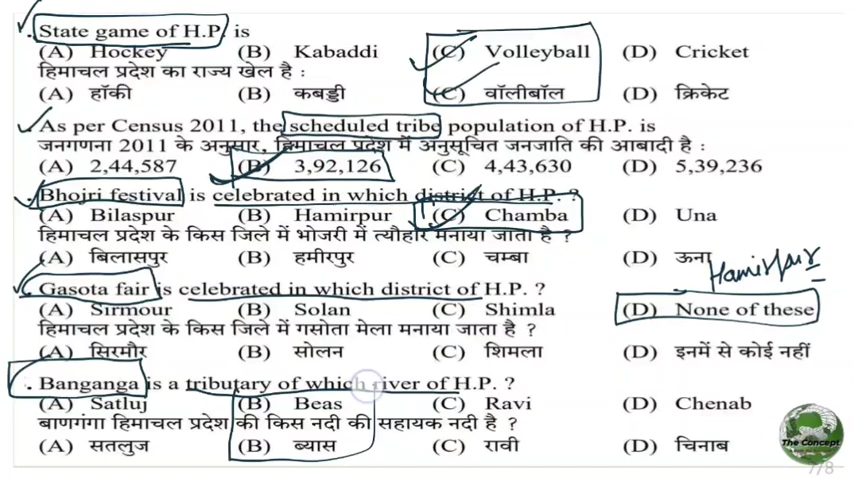 . State game of H.P. is
(A) Hockey (B) Kabaddi (C) Volleyball (D) Cricket
हिमाचल प्रदेश का राज्य खेल है :
(A) हॉकी (B) कबड्डी (C) वॉलीबॉल (D) क्रिकेट
. As per Census 2011, the scheduled tribe population of H.P. is
जनगणना 2011 के अनुसार, हिमाचल प्रदेश में अनुसूचित जनजाति की आबादी है :
(A) 2,44,587 (B) 3,92,126 (C) 4,43,630 (D) 5,39,236
. Bhojri festival is celebrated in which district of H.P. ?
(A) Bilaspur (B) Hamirpur (C) Chamba (D) Una
हिमाचल प्रदेश के किस जिले में भोजरी में त्यौहार मनाया जाता है ?
(A) बिलासपुर (B) हमीरपुर (C) चम्बा (D) ऊना
Hamirpur
. Gasota fair is celebrated in which district of H.P. ?
(A) Sirmour (B) Solan (C) Shimla (D) None of these
हिमाचल प्रदेश के किस जिले में गसोता मेला मनाया जाता है ?
(A) सिरमौर (B) सोलन (C) शिमला (D) इनमें से कोई नहीं
. Banganga is a tributary of which river of H.P. ?
(A) Satluj (B) Beas (C) Ravi (D) Chenab
बाणगंगा हिमाचल प्रदेश की किस नदी की सहायक नदी है ?
(A) सतलुज (B) ब्यास (C) रावी (D) चिनाब
The Concept
7/8